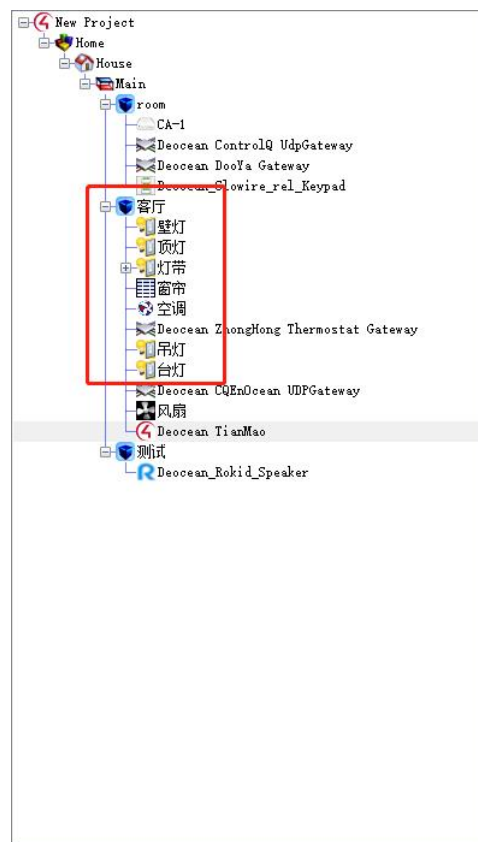 New Project
Home
House
Main
room
CA-1
Deocean ControlQ UdpGateway
Deocean DooYa Gateway
Deocean_Glowire_rel_Keypad
客厅
壁灯
顶灯
灯带
窗帘
空调
Deocean ZhongHong Thermostat Gateway
吊灯
台灯
Deocean CQEnOcean UDPGateway
风扇
Deocean TianMao
测试
Deocean_Rokid_Speaker